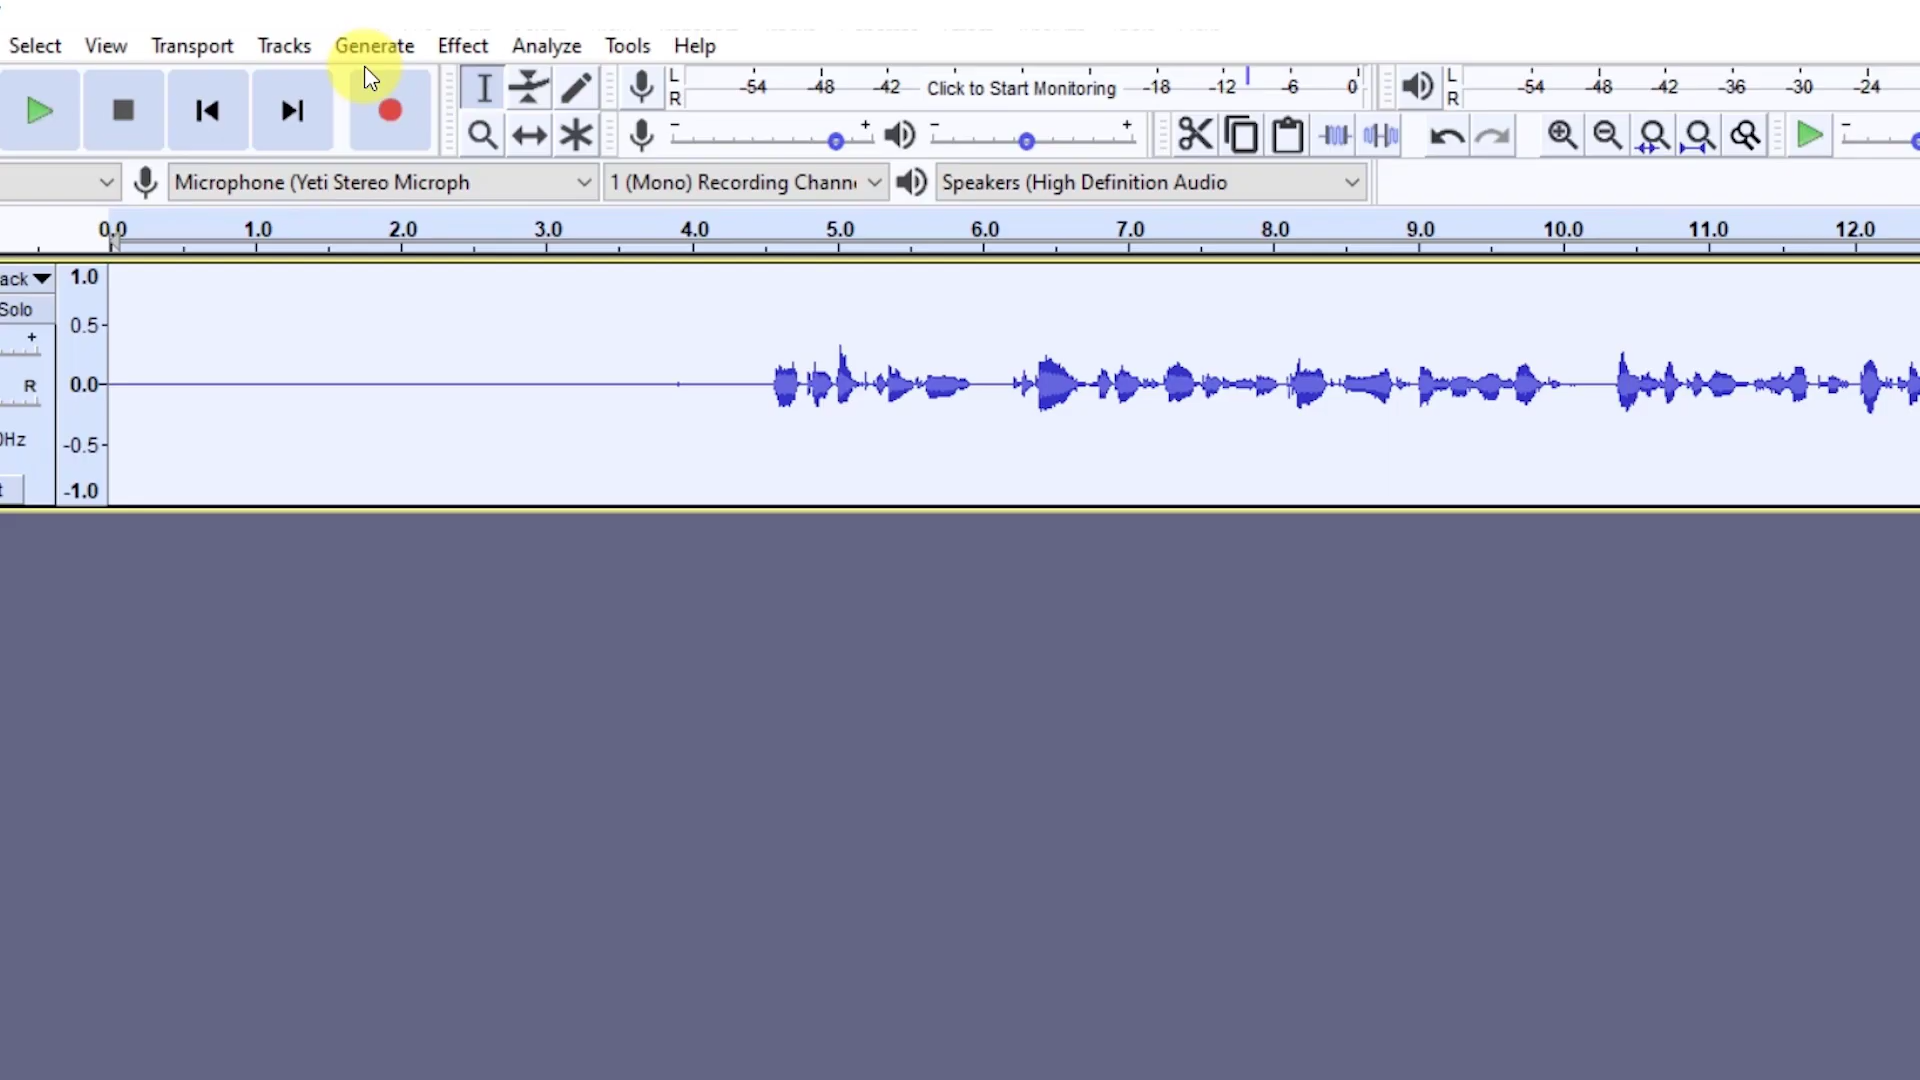 Select View Transport Tracks Generate Effect Analyze Tools Help
L
R
-54 -48 -42 Click to Start Monitoring -18 -12 -6 0
L
R
-54 -48 -42 -36 -30 -24
- + - + -
Microphone (Yeti Stereo Microph 1 (Mono) Recording Chann Speakers (High Definition Audio
0.0 1.0 2.0 3.0 4.0 5.0 6.0 7.0 8.0 9.0 10.0 11.0 12.0
ack 1.0
Solo
0.5
+
R 0.0
0Hz -0.5
t -1.0